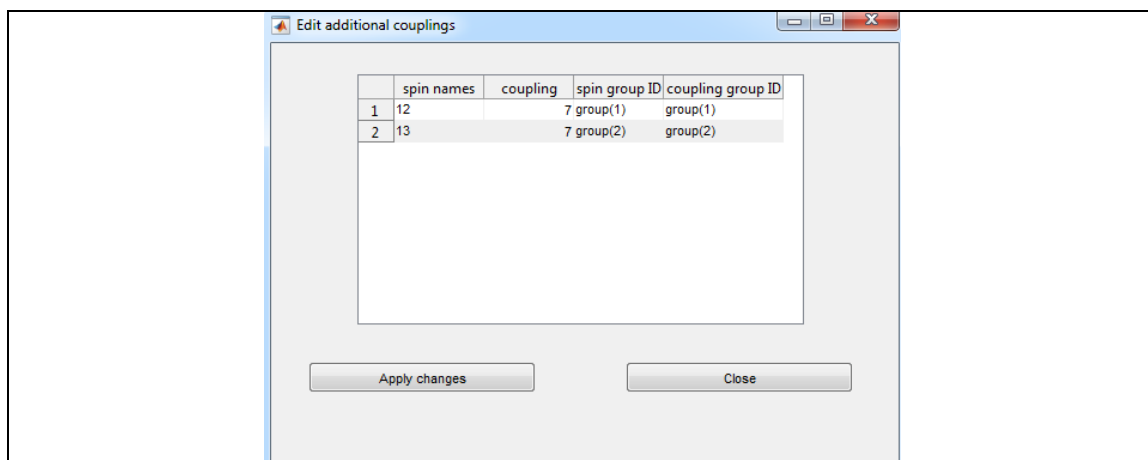 Edit additional couplings
spin names coupling spin group ID coupling group ID
1 12 7 group(1) group(1)
2 13 7 group(2) group(2)
Apply changes Close